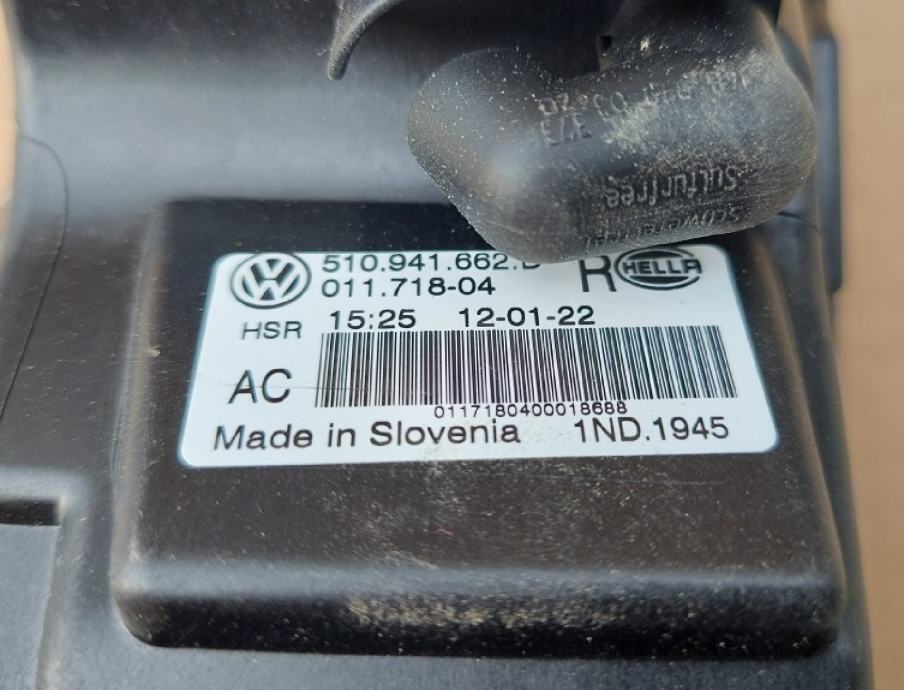 Sulfurfree
VW
510.941.662.
R HELLA
011.718-04
HSR 15:25 12-01-22
AC
0117180400018688
Made in Slovenia 1ND.1945